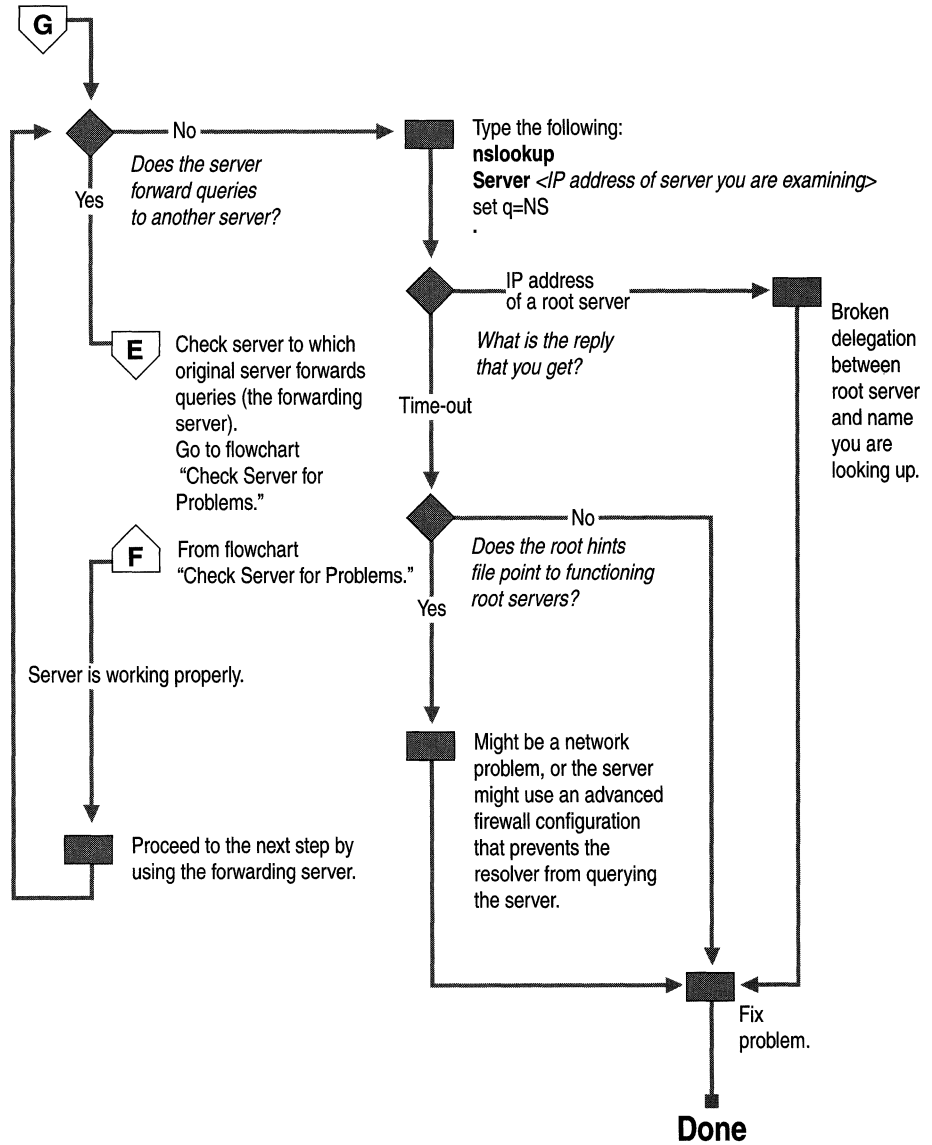 G
No
Does the server
forward queries
to another server?
Yes
Type the following:
nslookup
Server <IP address of server you are examining>
set q=NS
.
IP address
of a root server
What is the reply
that you get?
Time-out
Broken
delegation
between
root server
and name
you are
looking up.
E
Check server to which
original server forwards
queries (the forwarding
server).
Go to flowchart
“Check Server for
Problems.”
F
From flowchart
“Check Server for Problems.”
No
Does the root hints
file point to functioning
root servers?
Yes
Server is working properly.
Might be a network
problem, or the server
might use an advanced
firewall configuration
that prevents the
resolver from querying
the server.
Proceed to the next step by
using the forwarding server.
Fix
problem.
Done